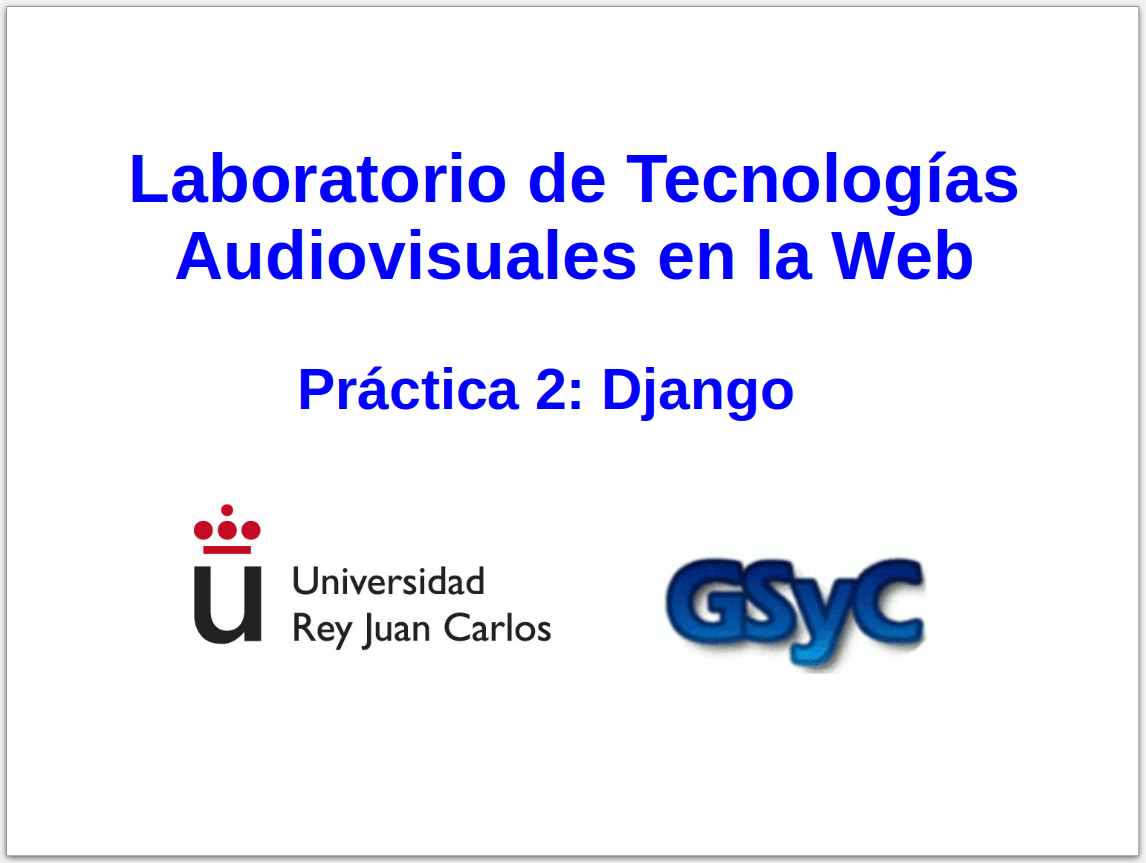 Laboratorio de Tecnologías
Audiovisuales en la Web
Práctica 2: Django
u
Universidad
Rey Juan Carlos
GSyC